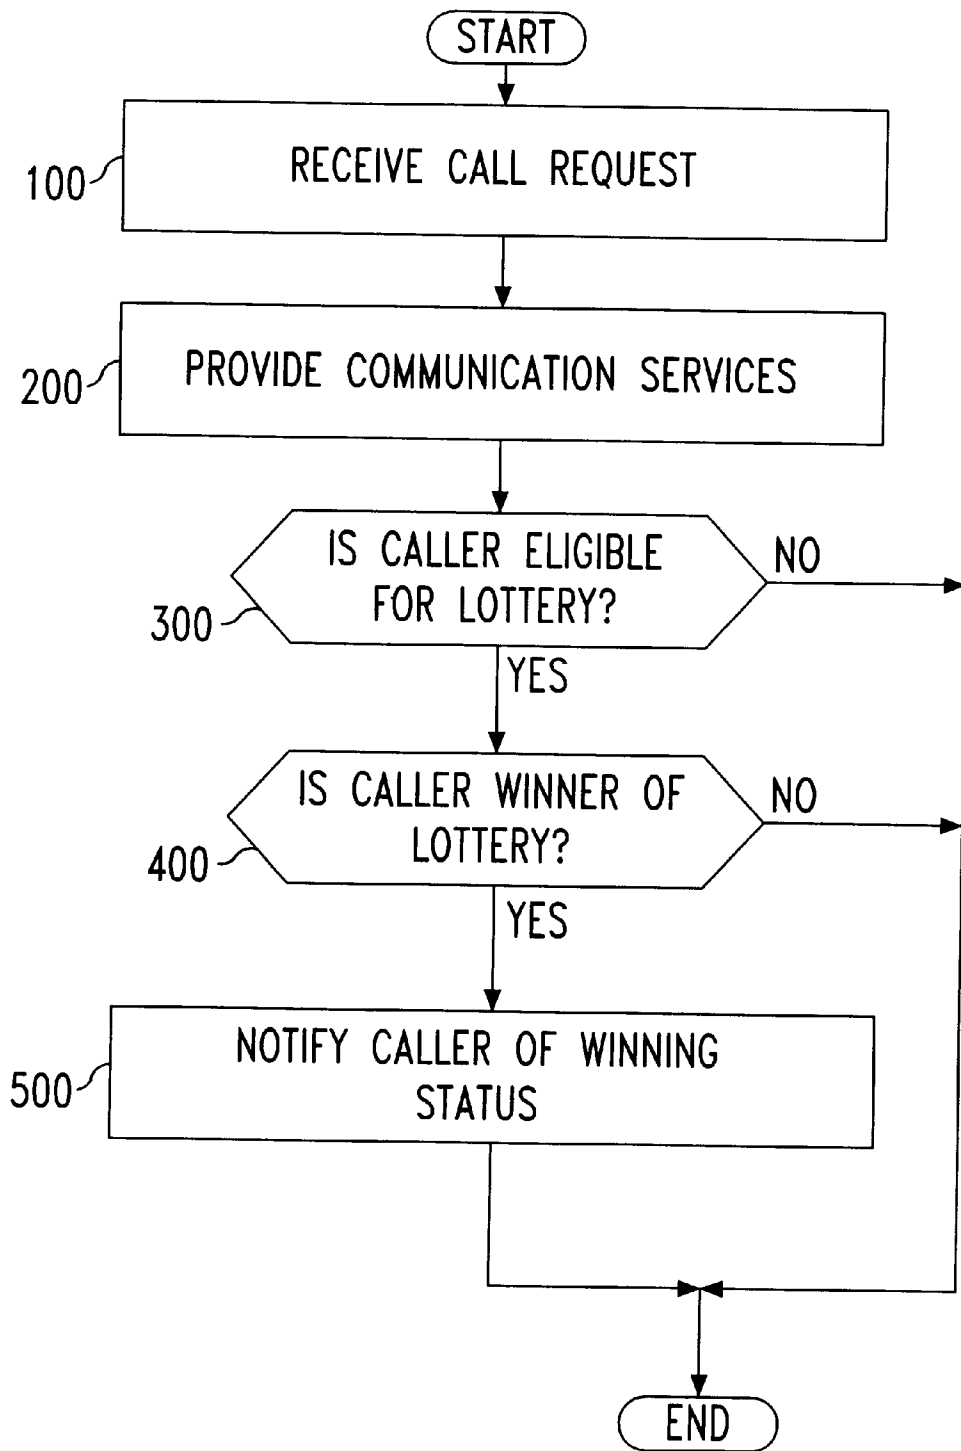 START
RECEIVE CALL REQUEST
100
PROVIDE COMMUNICATION SERVICES
200
IS CALLER ELIGIBLE
FOR LOTTERY?
NO
300
YES
IS CALLER WINNER OF
LOTTERY?
NO
400
YES
NOTIFY CALLER OF WINNING
STATUS
500
END